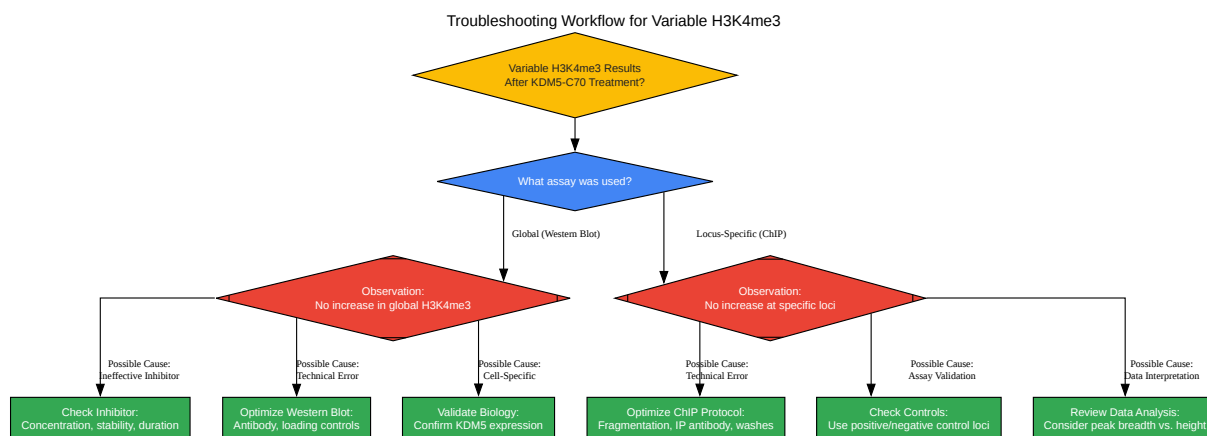 Troubleshooting Workflow for Variable H3K4me3
Variable H3K4me3 Results
After KDM5-C70 Treatment?
What assay was used?
Global (Western Blot)
Locus-Specific (ChIP)
Observation:
No increase in global H3K4me3
Observation:
No increase at specific loci
Possible Cause:
Ineffective Inhibitor
Possible Cause:
Technical Error
Possible Cause:
Cell-Specific
Possible Cause:
Technical Error
Possible Cause:
Assay Validation
Possible Cause:
Data Interpretation
Check Inhibitor:
Concentration, stability, duration
Optimize Western Blot:
Antibody, loading controls
Validate Biology:
Confirm KDM5 expression
Optimize ChIP Protocol:
Fragmentation, IP antibody, washes
Check Controls:
Use positive/negative control loci
Review Data Analysis:
Consider peak breadth vs. height